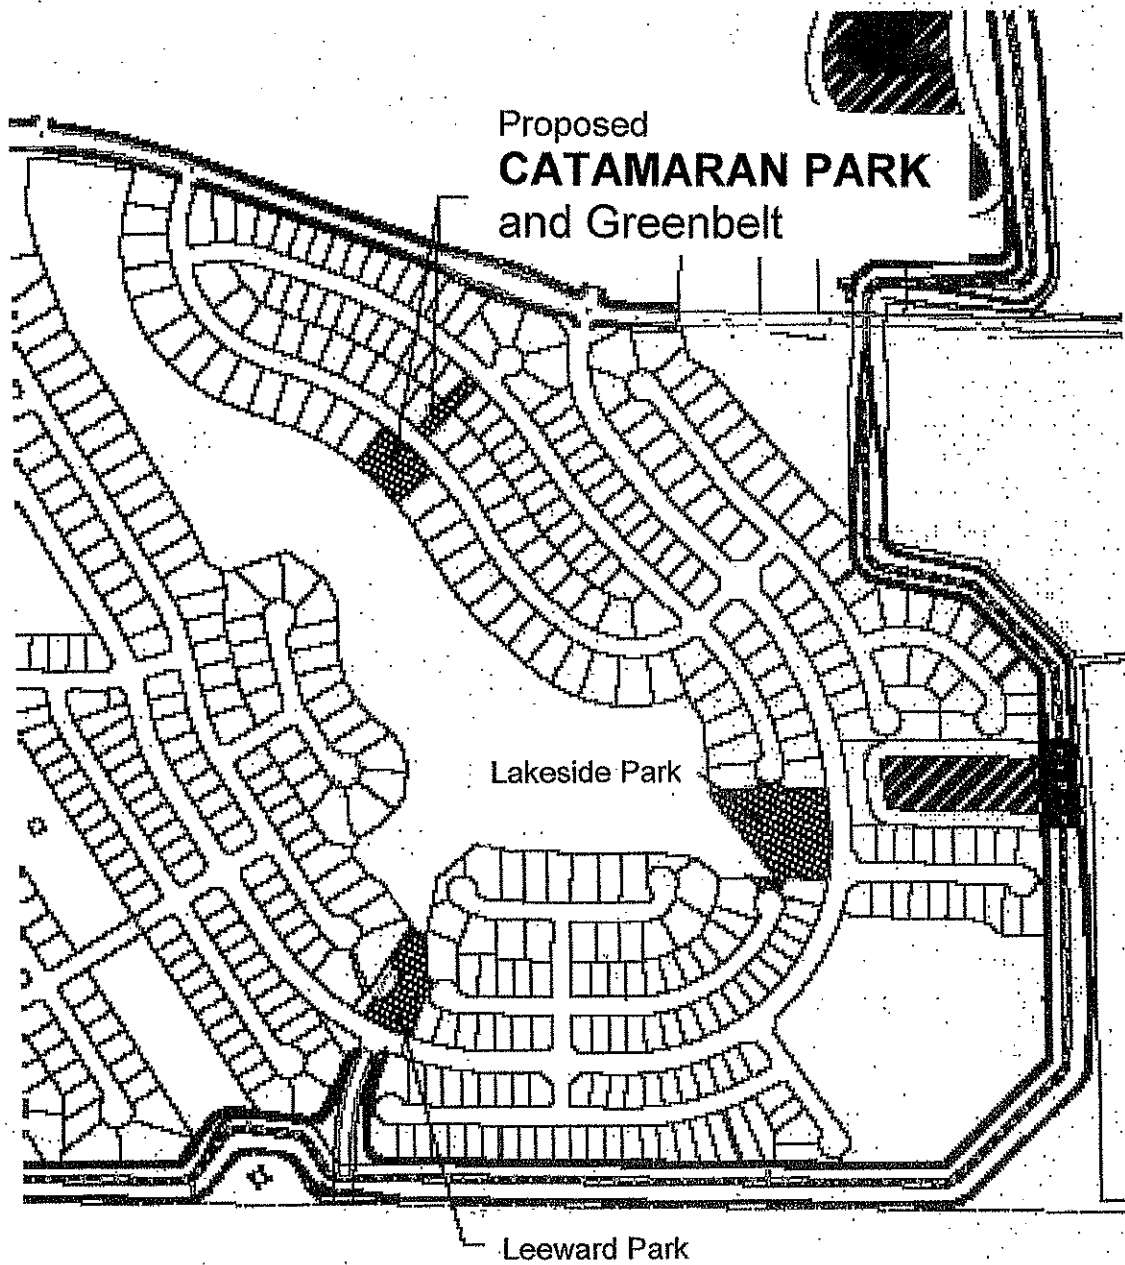 Proposed
CATAMARAN PARK
and Greenbelt
Lakeside Park
Leeward Park